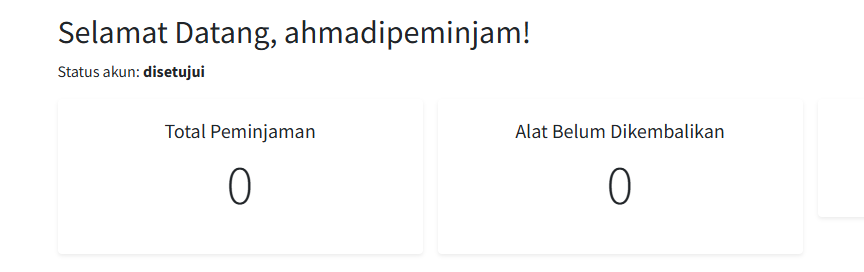 Selamat Datang, ahmadipeminjam!
Status akun: disetujui
Total Peminjaman
0
Alat Belum Dikembalikan
0